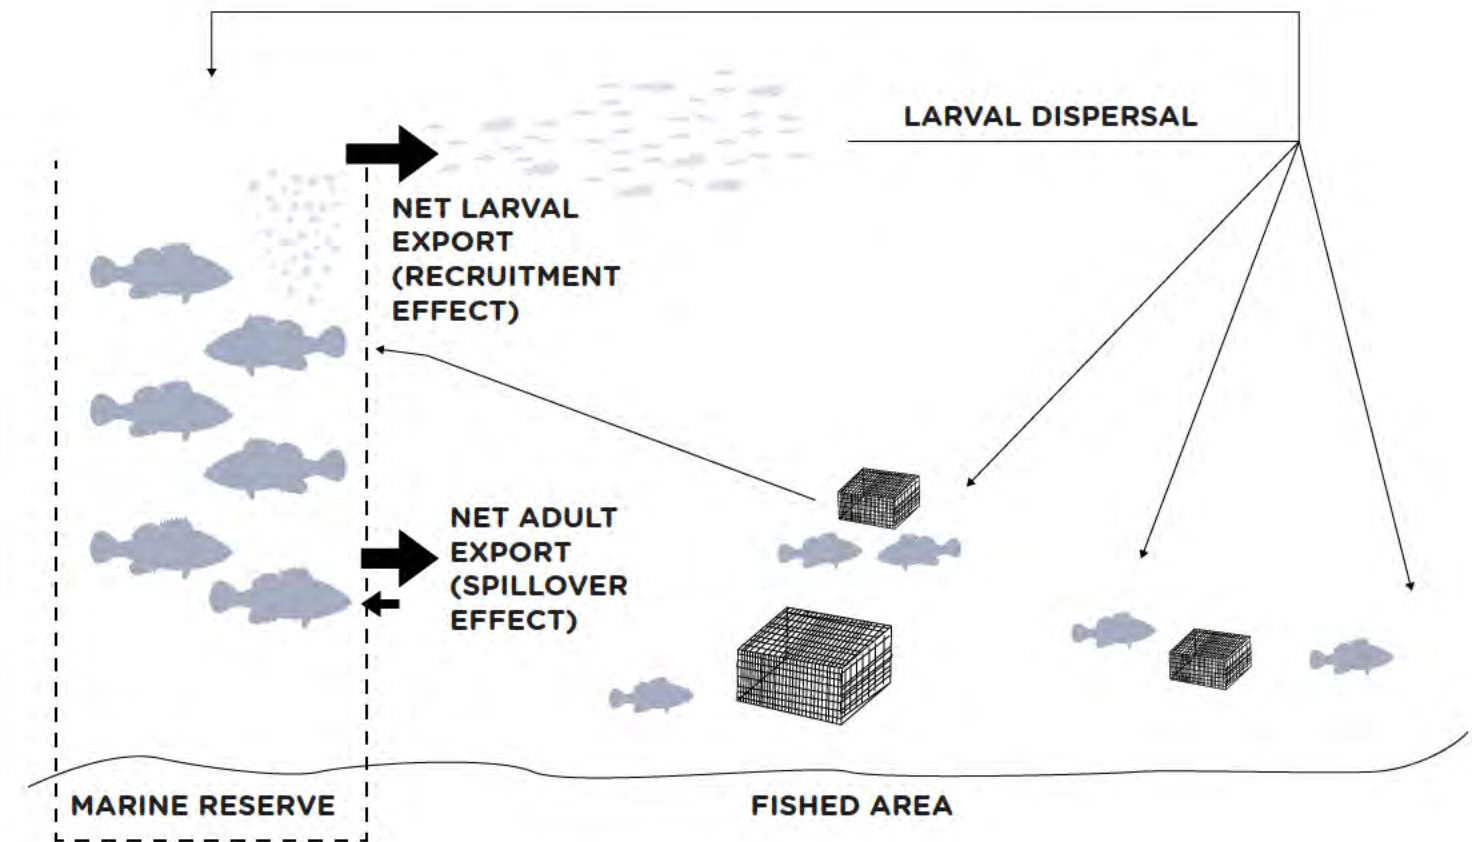 LARVAL DISPERSAL
NET LARVAL
EXPORT
(RECRUITMENT
EFFECT)
NET ADULT
EXPORT
(SPILLOVER
EFFECT)
MARINE RESERVE
FISHED AREA